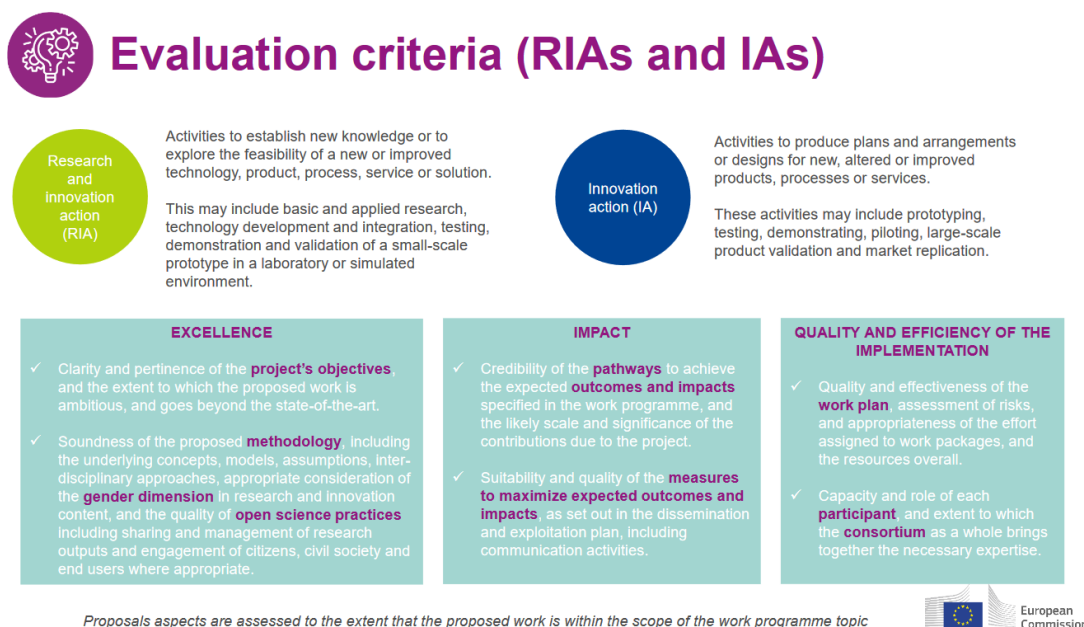 Evaluation criteria (RIAs and IAs)
Research
and
innovation
action
(RIA)
Activities to establish new knowledge or to
explore the feasibility of a new or improved
technology, product, process, service or solution.
This may include basic and applied research,
technology development and integration, testing,
demonstration and validation of a small-scale
prototype in a laboratory or simulated
environment.
Innovation
action (IA)
Activities to produce plans and arrangements
or designs for new, altered or improved
products, processes or services.
These activities may include prototyping,
testing, demonstrating, piloting, large-scale
product validation and market replication.
EXCELLENCE
✓ Clarity and pertinence of the project's objectives,
and the extent to which the proposed work is
ambitious, and goes beyond the state-of-the-art.
✓ Soundness of the proposed methodology, including
the underlying concepts, models, assumptions, inter-
disciplinary approaches, appropriate consideration of
the gender dimension in research and innovation
content, and the quality of open science practices
including sharing and management of research
outputs and engagement of citizens, civil society and
end users where appropriate.
IMPACT
✓ Credibility of the pathways to achieve
the expected outcomes and impacts
specified in the work programme, and
the likely scale and significance of the
contributions due to the project.
✓ Suitability and quality of the measures
to maximize expected outcomes and
impacts, as set out in the dissemination
and exploitation plan, including
communication activities.
QUALITY AND EFFICIENCY OF THE
IMPLEMENTATION
✓ Quality and effectiveness of the
work plan, assessment of risks,
and appropriateness of the effort
assigned to work packages, and
the resources overall.
✓ Capacity and role of each
participant, and extent to which
the consortium as a whole brings
together the necessary expertise.
Proposals aspects are assessed to the extent that the proposed work is within the scope of the work programme topic
European
Commission